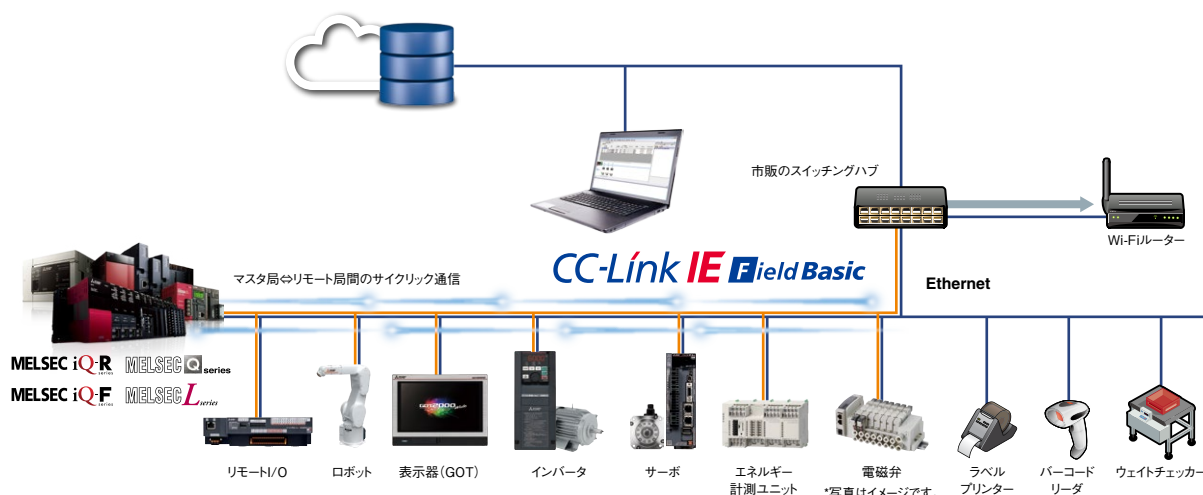 市販のスイッチングハブ
Wi-Fiルーター
CC-Link IE Field Basic
マスタ局⇔リモート局間のサイクリック通信
Ethernet
MELSEC iQ-R series MELSEC Q series
MELSEC iQ-F series MELSEC L series
GOT2000
リモートI/O
ロボット
表示器(GOT)
インバータ
サーボ
エネルギー
計測ユニット
電磁弁
*写真はイメージです
ラベル
プリンター
バーコード
リーダ
ウェイトチェッカー